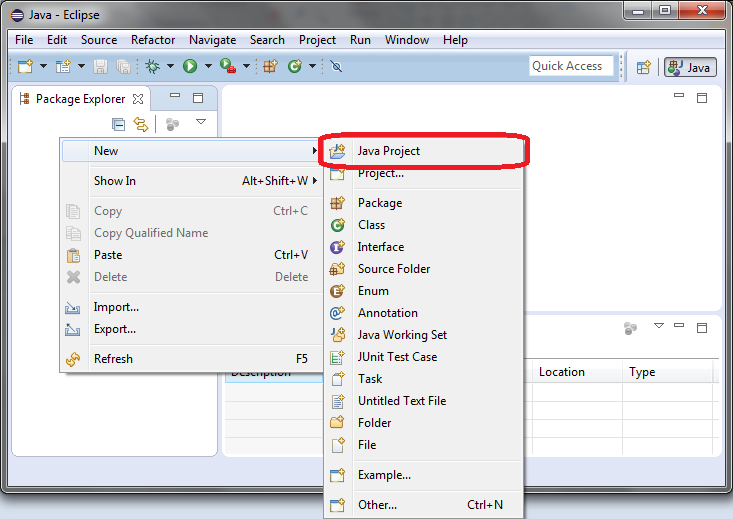 Java - Eclipse
File Edit Source Refactor Navigate Search Project Run Window Help
Quick Access
Java
Package Explorer
New
Show In Alt+Shift+W
Copy Ctrl+C
Copy Qualified Name
Paste Ctrl+V
Delete Delete
Import...
Export...
Refresh F5
Java Project
Project...
Package
Class
Interface
Source Folder
Enum
Annotation
Java Working Set
JUnit Test Case
Task
Untitled Text File
Folder
File
Example...
Other... Ctrl+N
Description Location Type